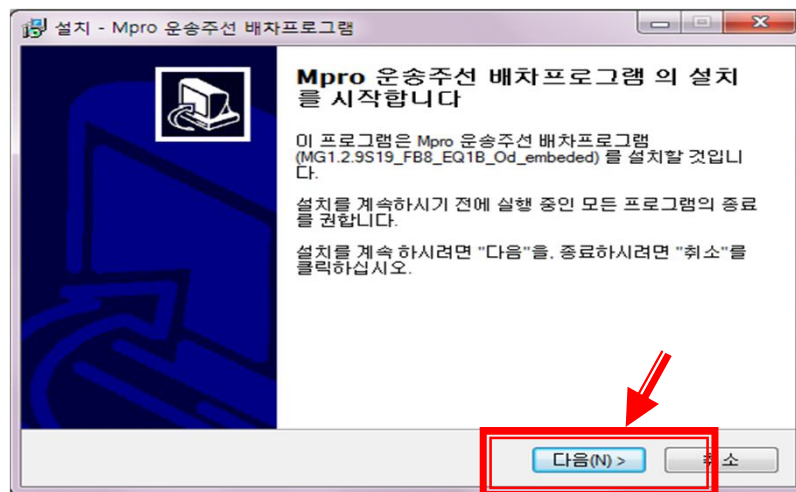 설치 - Mpro 운송주선 배차프로그램
Mpro 운송주선 배차프로그램 의 설치
를 시작합니다
이 프로그램은 Mpro 운송주선 배차프로그램
(MG1.2.9S19_FB8_EQ1B_Od_embeded) 를 설치할 것입니
다.
설치를 계속하시기 전에 실행 중인 모든 프로그램의 종료
를 권합니다.
설치를 계속 하시려면 "다음"을, 종료하시려면 "취소"를
클릭하십시오.
다음(N) >
취소